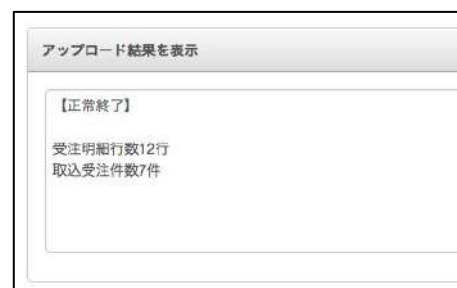 アップロード結果を表示
【正常終了】
受注明細行数12行
取込受注件数7件